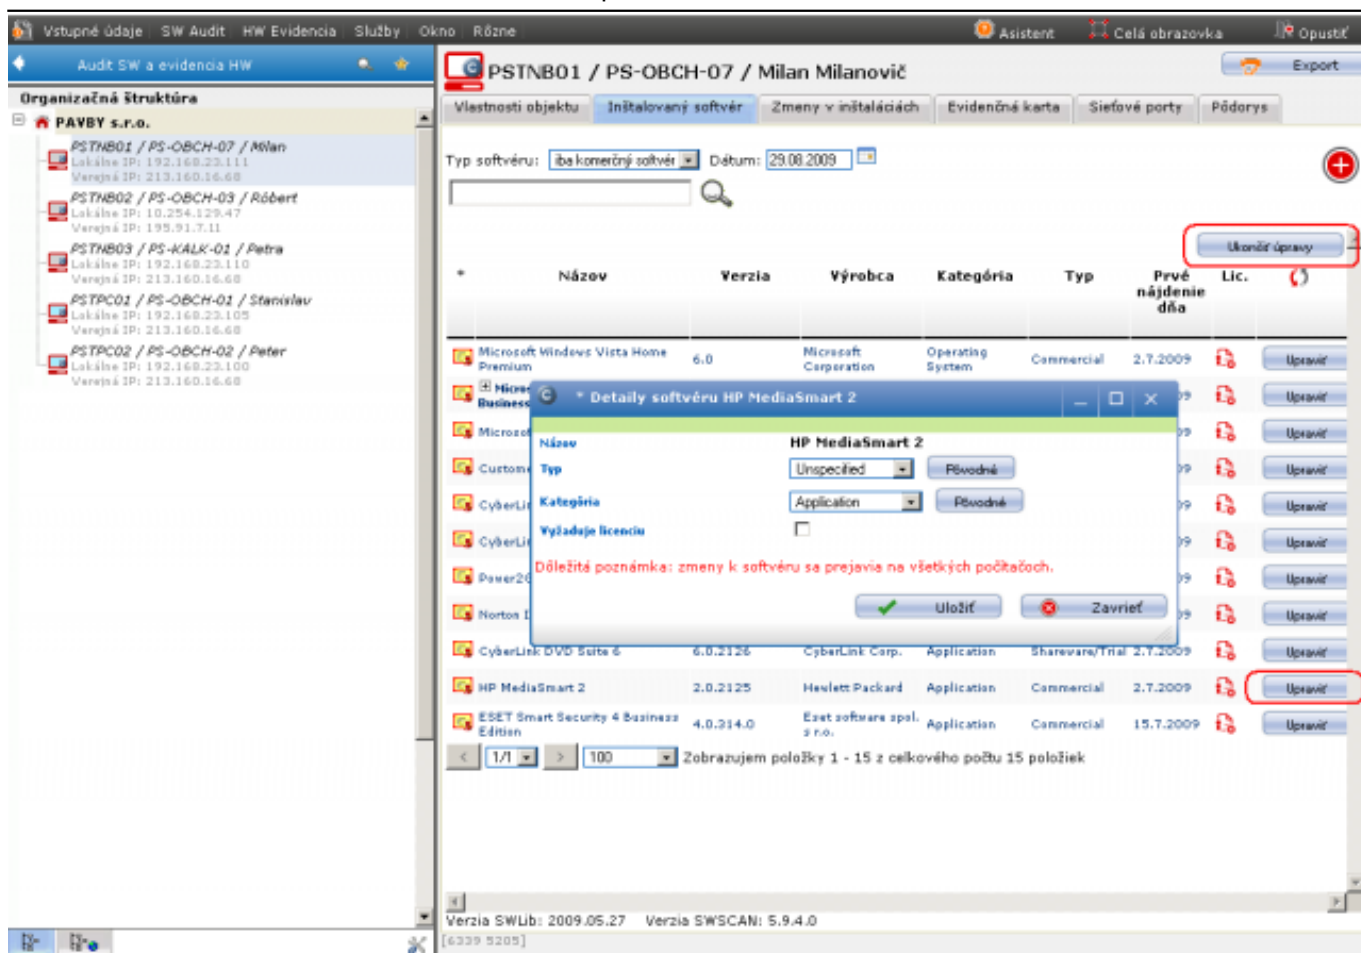 Vstupné údaje SW Audit HW Evidencia Služby Okno Rôzne Asistent Celá obrazovka Opustiť
Audit SW a evidencia HW
Organizačná štruktúra
PAVBY s.r.o.
PSTNB01 / PS-OBCH-07 / Milan
Lokálne IP: 192.168.23.111
Verejná IP: 213.160.16.68
PSTNB02 / PS-OBCH-03 / Róbert
Lokálne IP: 10.254.129.47
Verejná IP: 195.91.7.11
PSTNB03 / PS-KALK-01 / Petra
Lokálne IP: 192.168.23.110
Verejná IP: 213.160.16.68
PSTPC01 / PS-OBCH-01 / Stanislav
Lokálne IP: 192.168.23.105
Verejná IP: 213.160.16.68
PSTPC02 / PS-OBCH-02 / Peter
Lokálne IP: 192.168.23.100
Verejná IP: 213.160.16.68
PSTNB01 / PS-OBCH-07 / Milan Milanovič
Export
Vlastnosti objektu Inštalovaný softvér Zmeny v inštaláciách Evidenčná karta Sieťové porty Pôdorys
Typ softvéru: iba komerčný softvér Dátum: 29.08.2009
Ukončiť úpravy
* Názov Verzia Výrobca Kategória Typ Prvé nájdenie dňa Lic.
Microsoft Windows Vista Home Premium 6.0 Microsoft Corporation Operating System Commercial 2.7.2009 Upraviť
Business Upraviť
Upraviť
Upraviť
Upraviť
Upraviť
Upraviť
Norton Upraviť
CyberLink DVD Suite 6 6.0.2126 CyberLink Corp. Application Shareware/Trial 2.7.2009 Upraviť
HP MediaSmart 2 2.0.2125 Hewlett Packard Application Commercial 2.7.2009 Upraviť
ESET Smart Security 4 Business Edition 4.0.314.0 Eset software spol. s r.o. Application Commercial 15.7.2009 Upraviť
* Detaily softvéru HP MediaSmart 2
Názov HP MediaSmart 2
Typ Unspecified Pôvodné
Kategória Application Pôvodné
Vyžaduje licenciu
Dôležitá poznámka: zmeny k softvéru sa prejavia na všetkých počítačoch.
Uložiť Zavrieť
< 1/1 > 100 Zobrazujem položky 1 - 15 z celkového počtu 15 položiek
Verzia SWLib: 2009.05.27 Verzia SWSCAN: 5.9.4.0
[6339 5205]